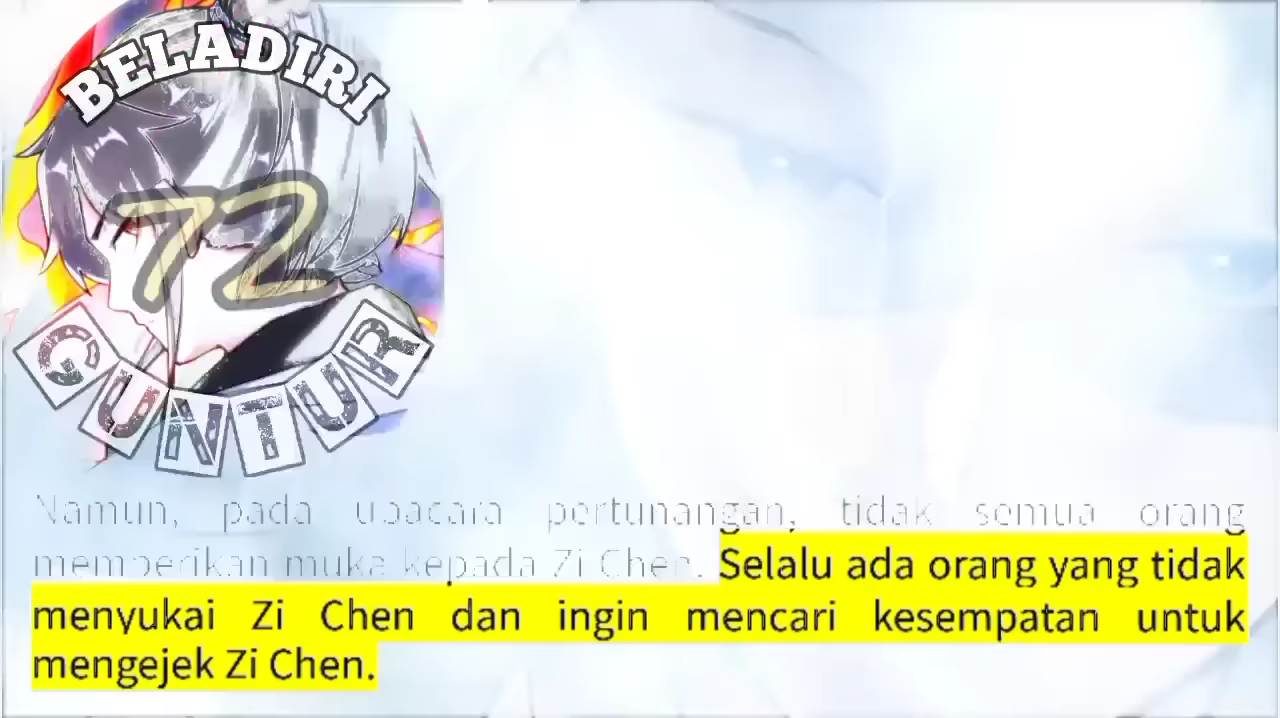 BELADIRI
72
GUNTUR
Namun, pada upacara pertunangan, tidak semua orang
memberikan muka kepada Zi Chen. Selalu ada orang yang tidak
menyukai Zi Chen dan ingin mencari kesempatan untuk
mengejek Zi Chen.